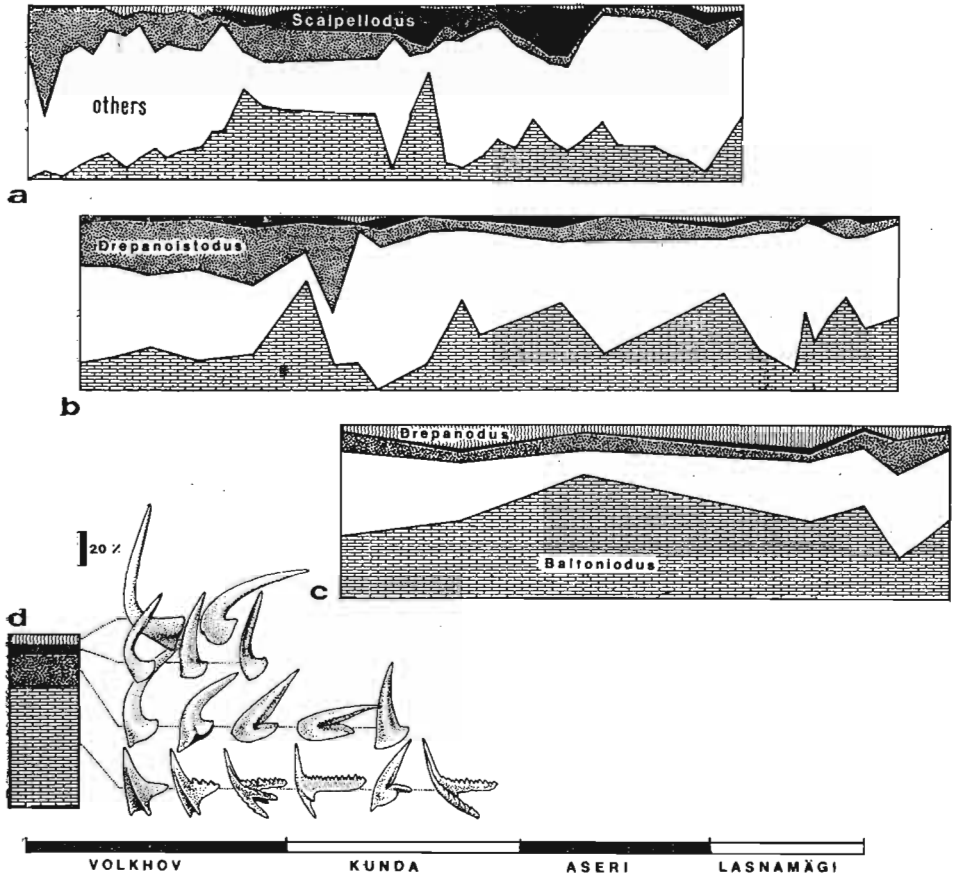 Scalpellodus
others
a
Drepanoistodus
b
Drepanodus
Baltoniodus
c
20 %
d
VOLKHOV KUNDA ASERI LASNAMÄGI